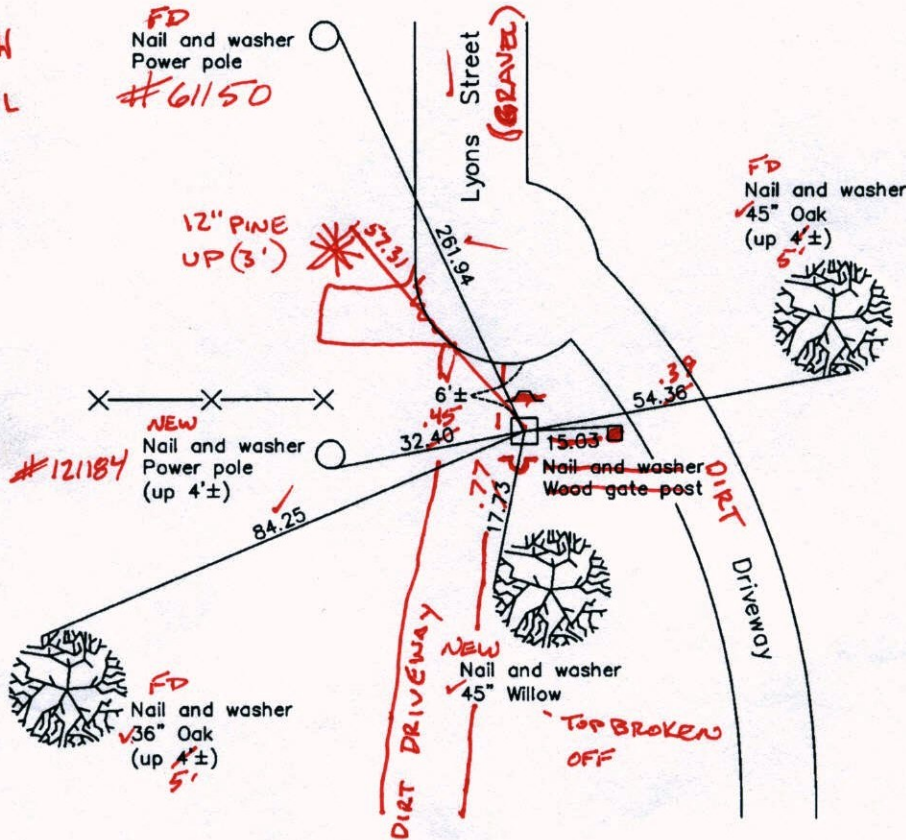 N
L
FD
Nail and washer
Power pole
#61150
Lyons Street
(GRAVEL)
FD
Nail and washer
45" Oak
(up 4'±)
5'
12" PINE
UP (3')
57.31
261.94
.39
54.36
6'±
.45
32.40
15.03'
Nail and washer
Wood gate post
NEW
Nail and washer
Power pole
(up 4'±)
#121184
84.25
.77
17.73
DIRT
Driveway
NEW
Nail and washer
45" Willow
TOP BROKEN
OFF
FD
Nail and washer
36" Oak
(up 4'±)
5'
DIRT DRIVEWAY